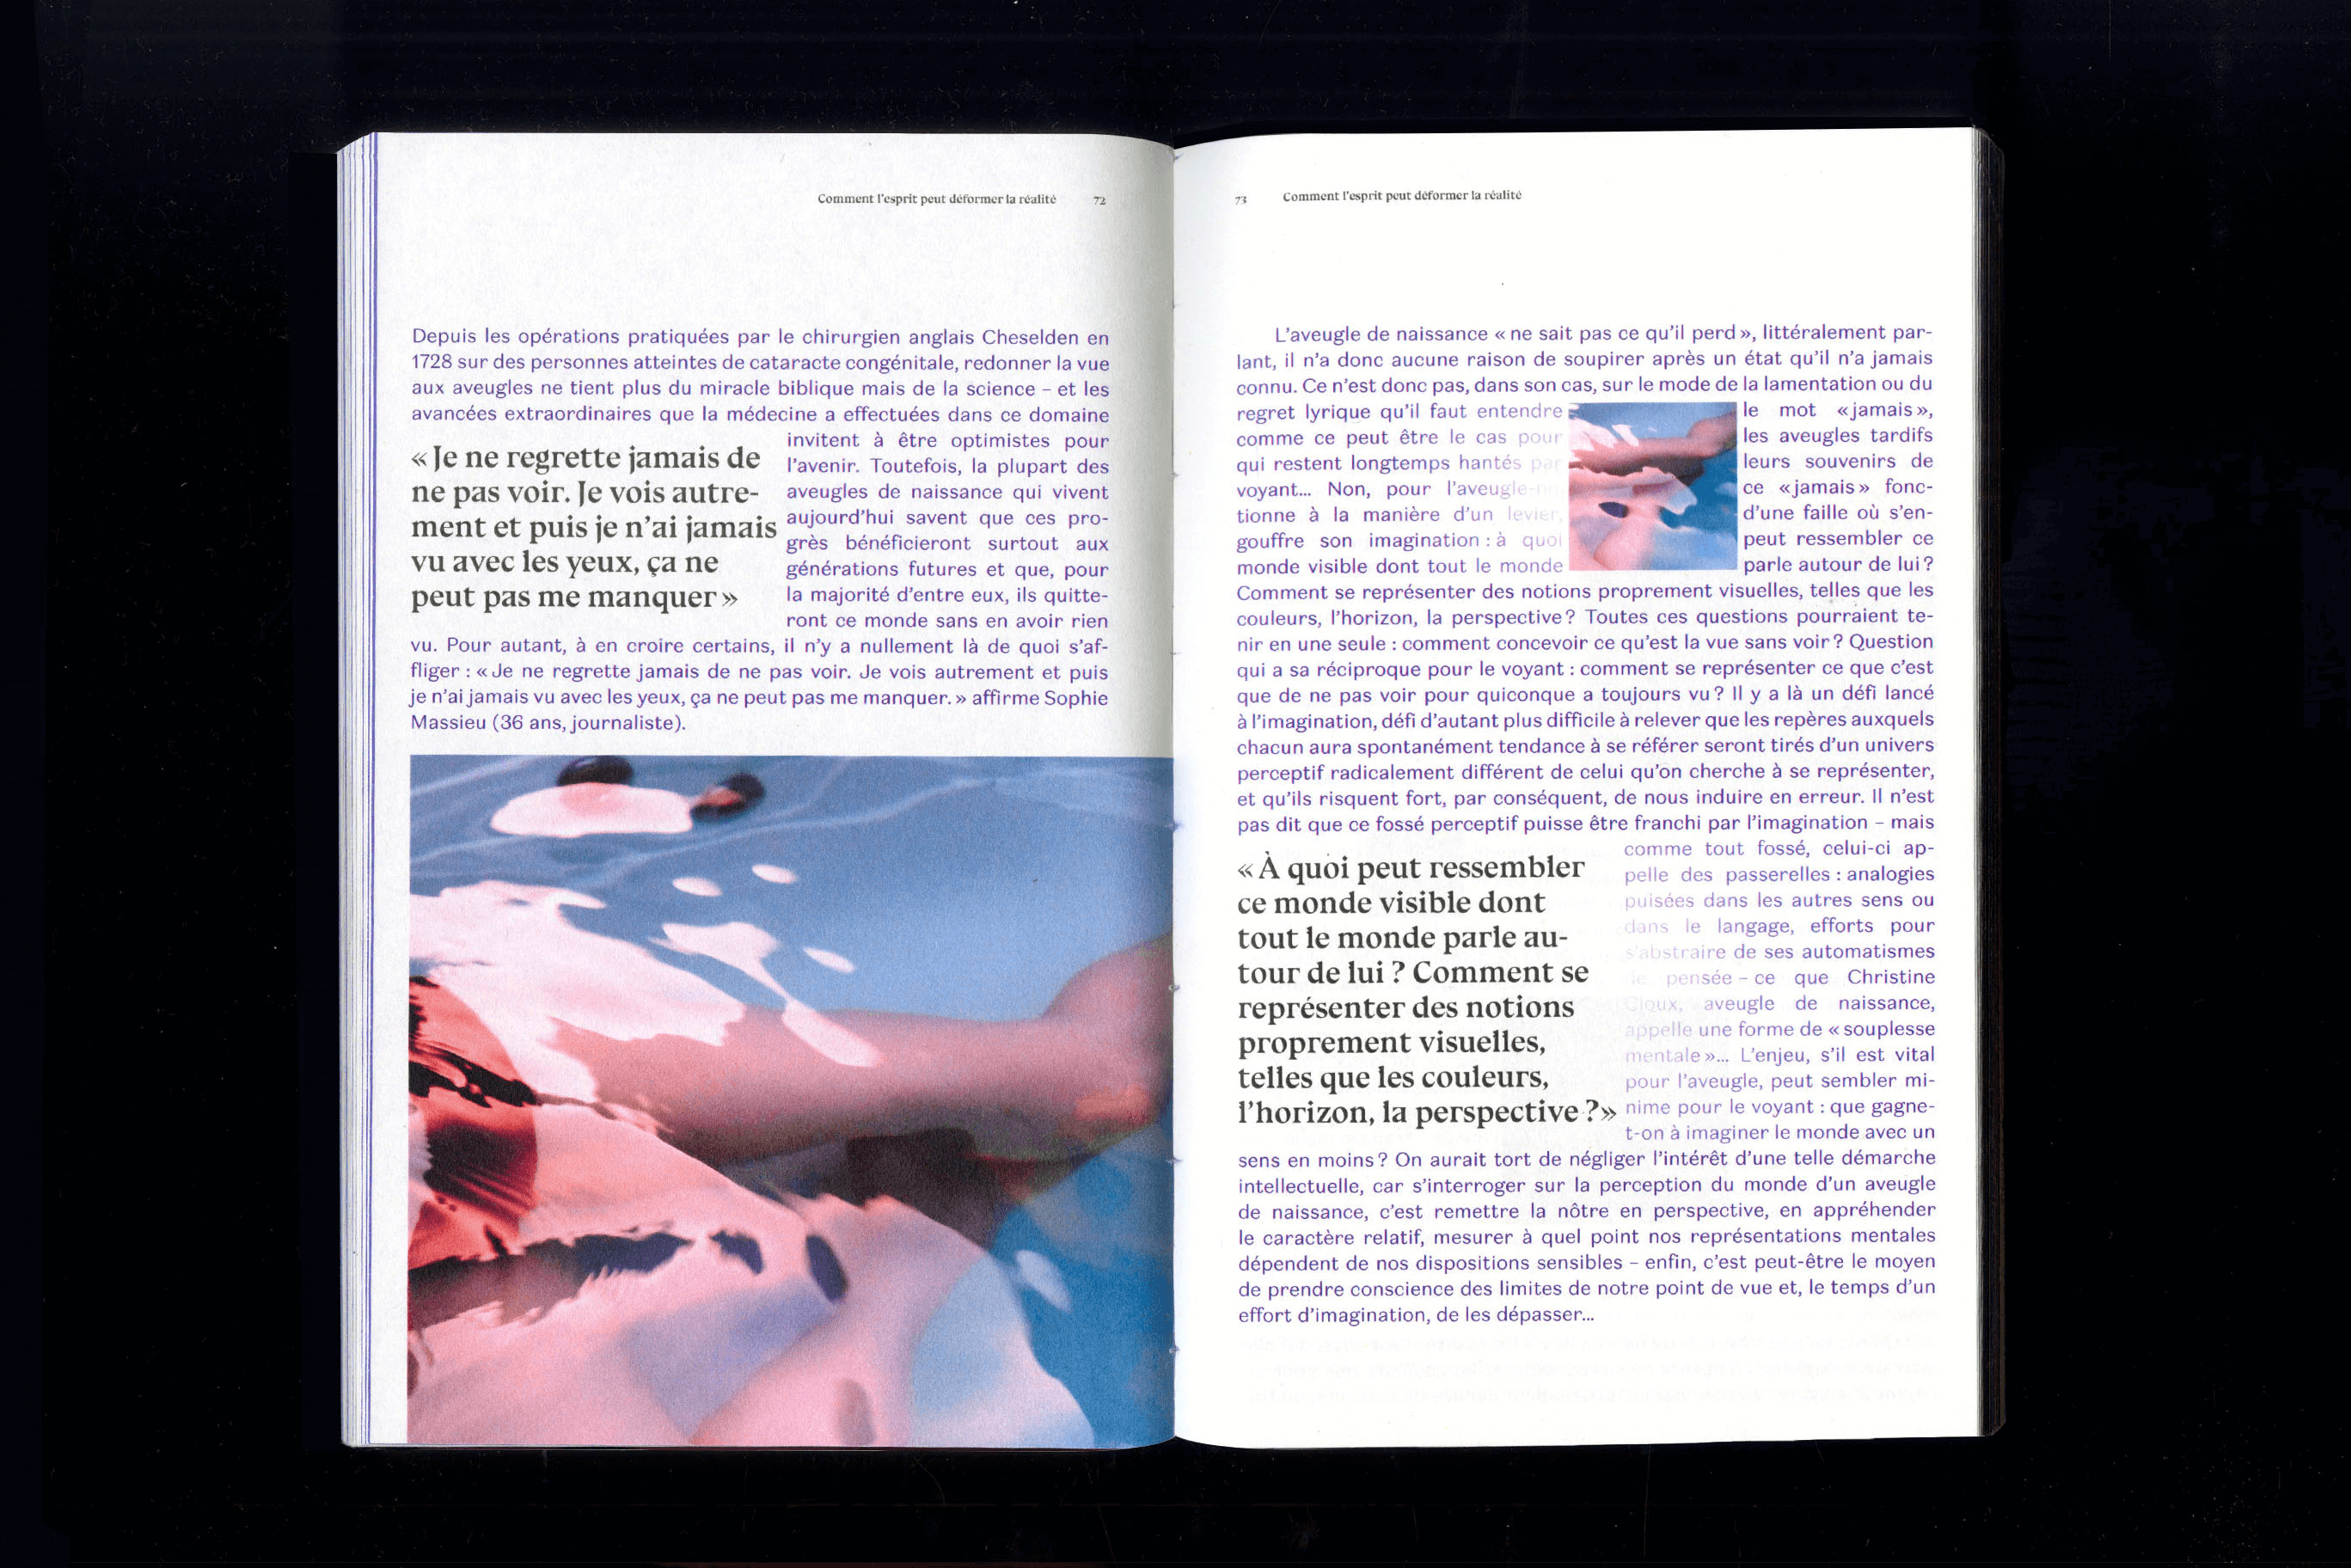 Comment l'esprit peut déformer la réalité 72
Depuis les opérations pratiquées par le chirurgien anglais Cheselden en
1728 sur des personnes atteintes de cataracte congénitale, redonner la vue
aux aveugles ne tient plus du miracle biblique mais de la science – et les
avancées extraordinaires que la médecine a effectuées dans ce domaine
invitent à être optimistes pour
l'avenir. Toutefois, la plupart des
aveugles de naissance qui vivent
aujourd'hui savent que ces pro-
grès bénéficieront surtout aux
générations futures et que, pour
la majorité d'entre eux, ils quitte-
ront ce monde sans en avoir rien
vu. Pour autant, à en croire certains, il n'y a nullement là de quoi s'af-
fliger : « Je ne regrette jamais de ne pas voir. Je vois autrement et puis
je n'ai jamais vu avec les yeux, ça ne peut pas me manquer. » affirme Sophie
Massieu (36 ans, journaliste).
« Je ne regrette jamais de
ne pas voir. Je vois autre-
ment et puis je n'ai jamais
vu avec les yeux, ça ne
peut pas me manquer »
73 Comment l'esprit peut déformer la réalité
L'aveugle de naissance « ne sait pas ce qu'il perd », littéralement par-
lant, il n'a donc aucune raison de soupirer après un état qu'il n'a jamais
connu. Ce n'est donc pas, dans son cas, sur le mode de la lamentation ou du
regret lyrique qu'il faut entendre le mot « jamais »,
comme ce peut être le cas pour les aveugles tardifs
qui restent longtemps hantés par leurs souvenirs de
voyant... Non, pour l'aveugle-né ce « jamais » fonc-
tionne à la manière d'un levier, d'une faille où s'en-
gouffre son imagination : à quoi peut ressembler ce
monde visible dont tout le monde parle autour de lui ?
Comment se représenter des notions proprement visuelles, telles que les
couleurs, l'horizon, la perspective ? Toutes ces questions pourraient te-
nir en une seule : comment concevoir ce qu'est la vue sans voir ? Question
qui a sa réciproque pour le voyant : comment se représenter ce que c'est
que de ne pas voir pour quiconque a toujours vu ? Il y a là un défi lancé
à l'imagination, défi d'autant plus difficile à relever que les repères auxquels
chacun aura spontanément tendance à se référer seront tirés d'un univers
perceptif radicalement différent de celui qu'on cherche à se représenter,
et qu'ils risquent fort, par conséquent, de nous induire en erreur. Il n'est
pas dit que ce fossé perceptif puisse être franchi par l'imagination – mais
comme tout fossé, celui-ci ap-
pelle des passerelles : analogies
puisées dans les autres sens ou
dans le langage, efforts pour
s'abstraire de ses automatismes
de pensée – ce que Christine
Cloux, aveugle de naissance,
appelle une forme de « souplesse
mentale »... L'enjeu, s'il est vital
pour l'aveugle, peut sembler mi-
nime pour le voyant : que gagne-
t-on à imaginer le monde avec un
sens en moins ? On aurait tort de négliger l'intérêt d'une telle démarche
intellectuelle, car s'interroger sur la perception du monde d'un aveugle
de naissance, c'est remettre la nôtre en perspective, en appréhender
le caractère relatif, mesurer à quel point nos représentations mentales
dépendent de nos dispositions sensibles – enfin, c'est peut-être le moyen
de prendre conscience des limites de notre point de vue et, le temps d'un
effort d'imagination, de les dépasser...
« À quoi peut ressembler
ce monde visible dont
tout le monde parle au-
tour de lui ? Comment se
représenter des notions
proprement visuelles,
telles que les couleurs,
l'horizon, la perspective ? »